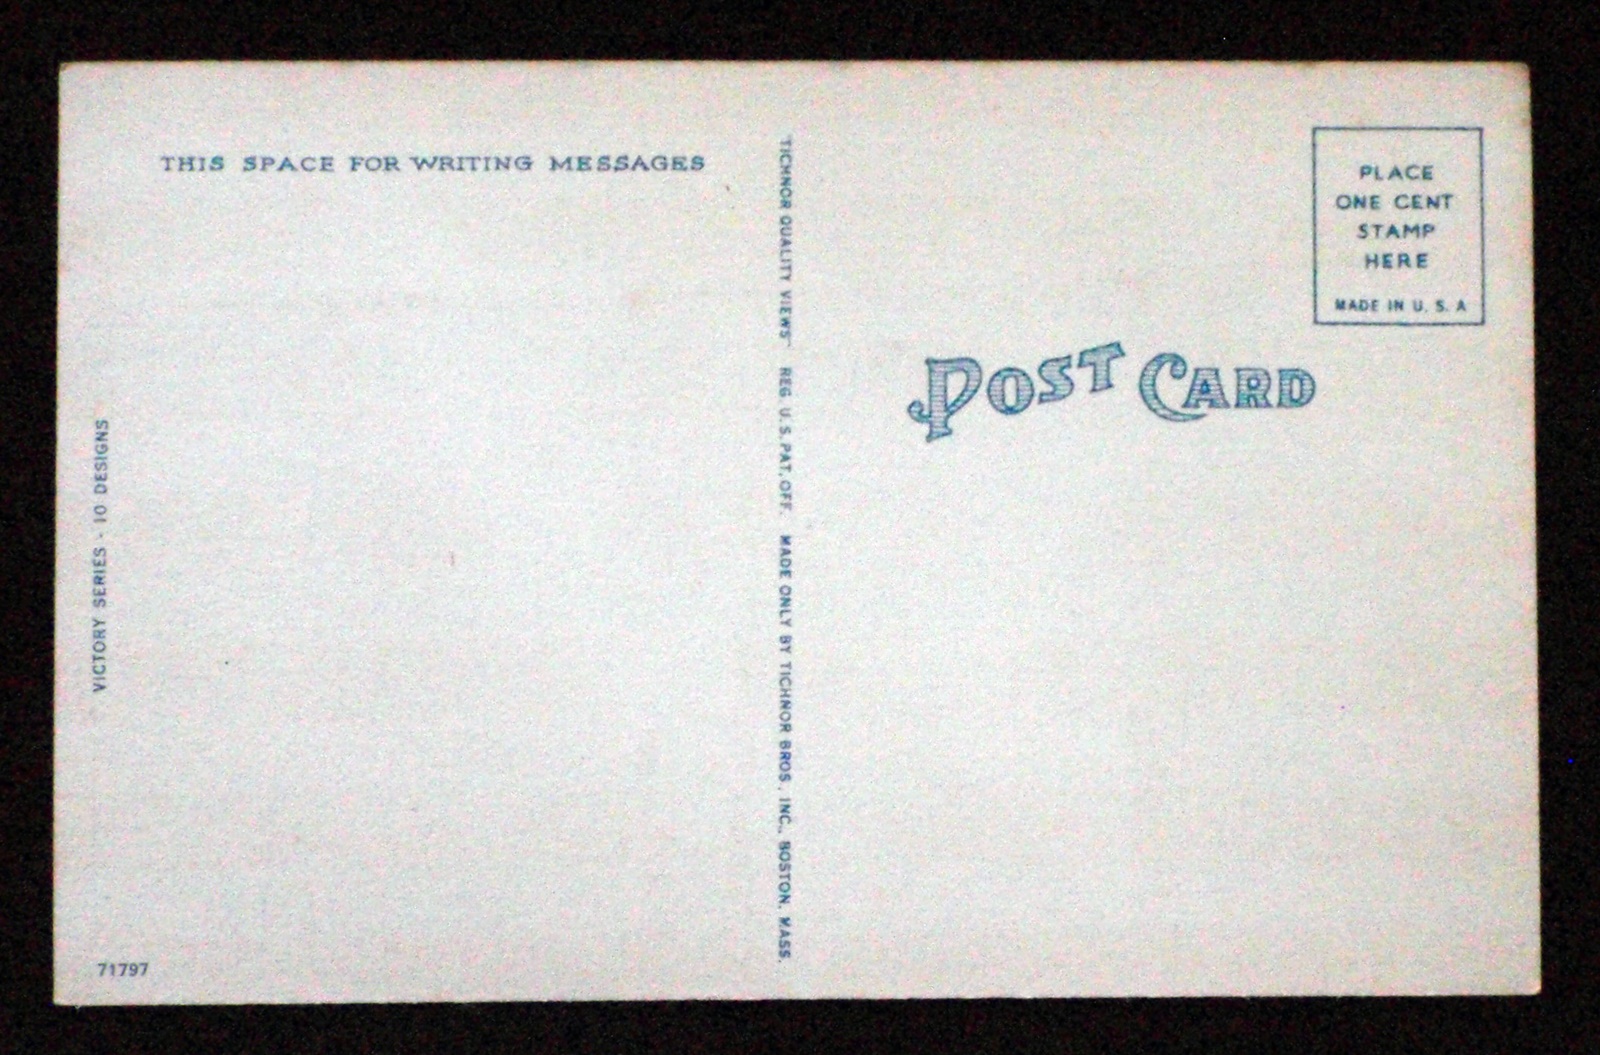 THIS SPACE FOR WRITING MESSAGES
VICTORY SERIES - 10 DESIGNS
71797
"TICHNOR QUALITY VIEWS" REG U.S. PAT. OFF. MADE ONLY BY TICHNOR BROS., INC., BOSTON, MASS.
PLACE
ONE CENT
STAMP
HERE
MADE IN U. S. A
POST CARD